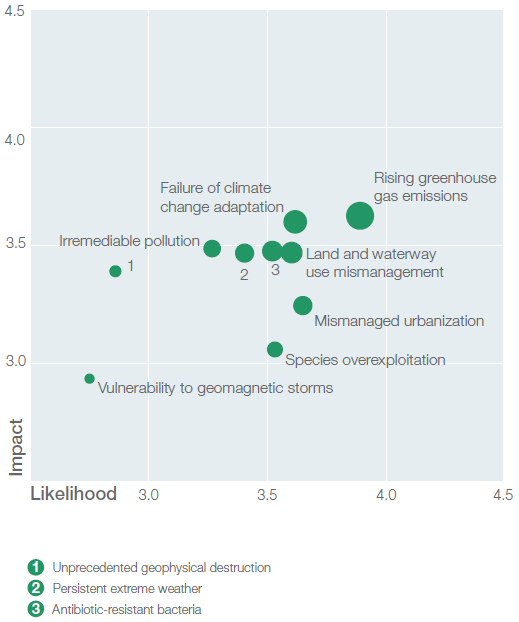 4.5
4.0
Rising greenhouse
gas emissions
Failure of climate
change adaptation
3.5
Irremediable pollution
1
2
3
Land and waterway
use mismanagement
Mismanaged urbanization
3.0
Species overexploitation
Vulnerability to geomagnetic storms
Impact
Likelihood 3.0 3.5 4.0 4.5
1 Unprecedented geophysical destruction
2 Persistent extreme weather
3 Antibiotic-resistant bacteria